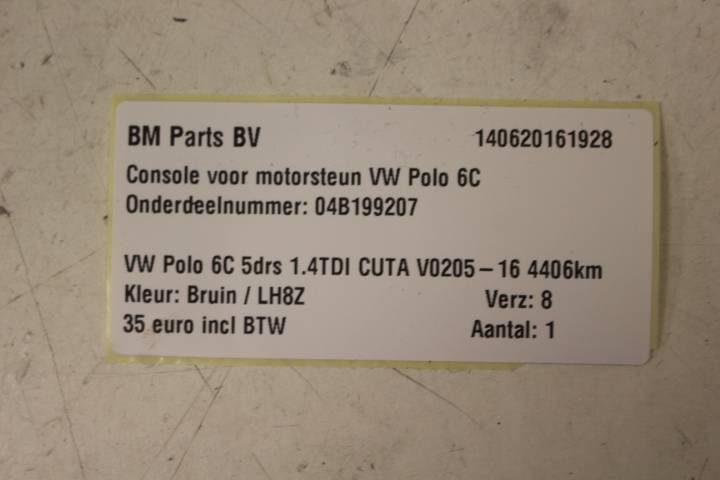 BM Parts BV 140620161928
Console voor motorsteun VW Polo 6C
Onderdeelnummer: 04B199207
VW Polo 6C 5drs 1.4TDI CUTA V0205-16 4406km
Kleur: Bruin / LH8Z Verz: 8
35 euro incl BTW Aantal: 1